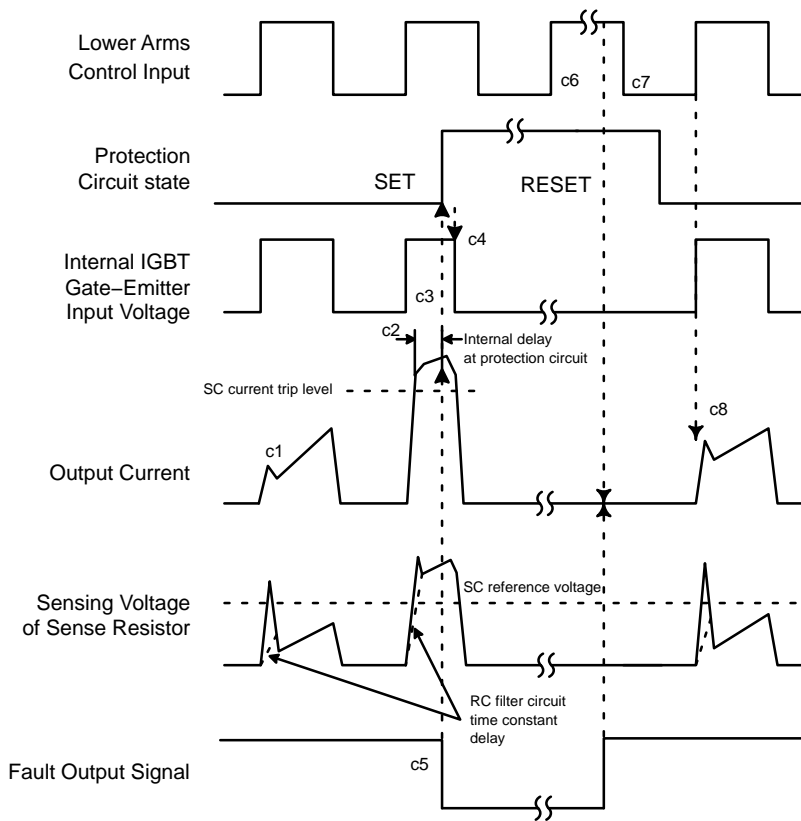 Lower Arms
Control Input
c6
c7
Protection
Circuit state
SET
RESET
c4
Internal IGBT
Gate−Emitter
Input Voltage
c3
c2
Internal delay
at protection circuit
SC current trip level
c8
c1
Output Current
SC reference voltage
Sensing Voltage
of Sense Resistor
RC filter circuit
time constant
delay
c5
Fault Output Signal